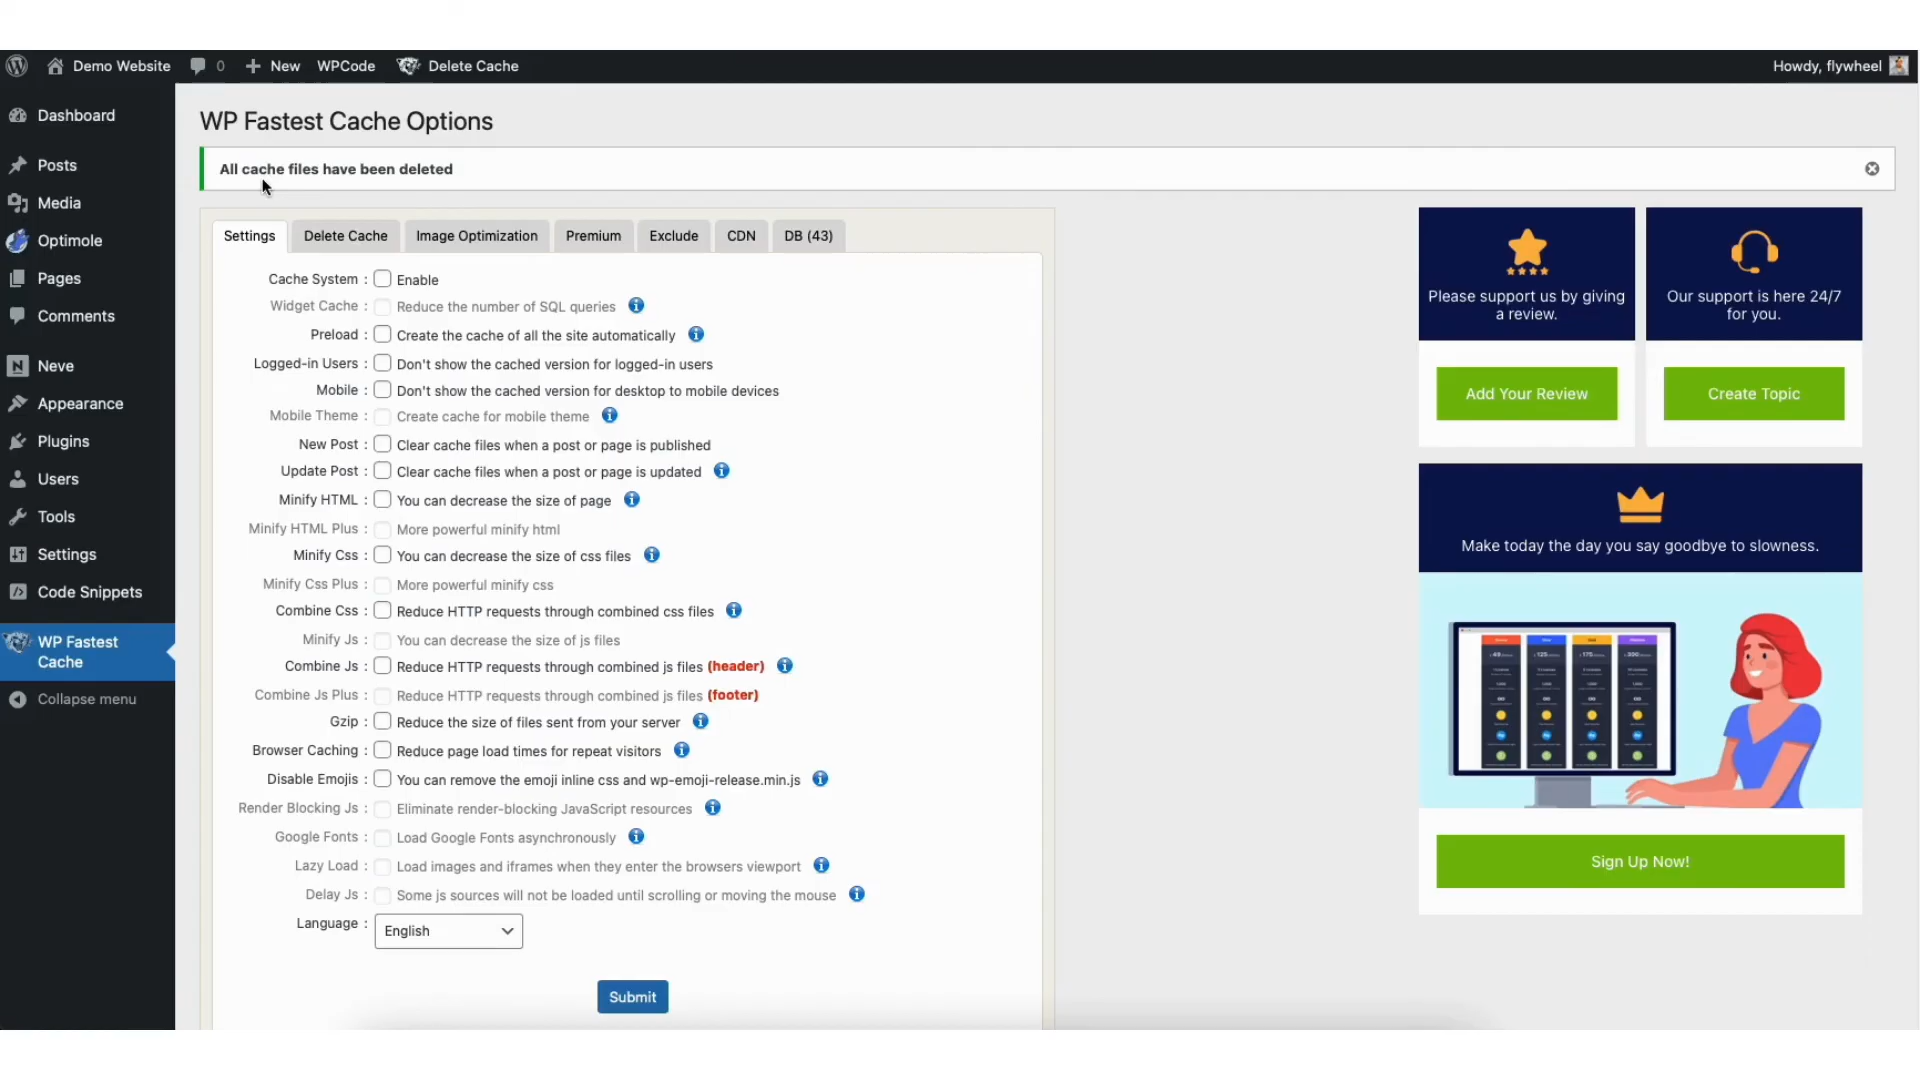 Demo Website
0
New
WPCode
Delete Cache
Howdy, flywheel
Dashboard
Posts
Media
Optimole
Pages
Comments
Neve
Appearance
Plugins
Users
Tools
Settings
Code Snippets
WP Fastest
Cache
Collapse menu
WP Fastest Cache Options
All cache files have been deleted
Settings
Delete Cache
Image Optimization
Premium
Exclude
CDN
DB (43)
Cache System : Enable
Widget Cache : Reduce the number of SQL queries
Preload : Create the cache of all the site automatically
Logged-in Users : Don't show the cached version for logged-in users
Mobile : Don't show the cached version for desktop to mobile devices
Mobile Theme : Create cache for mobile theme
New Post : Clear cache files when a post or page is published
Update Post : Clear cache files when a post or page is updated
Minify HTML : You can decrease the size of page
Minify HTML Plus : More powerful minify html
Minify Css : You can decrease the size of css files
Minify Css Plus : More powerful minify css
Combine Css : Reduce HTTP requests through combined css files
Minify Js : You can decrease the size of js files
Combine Js : Reduce HTTP requests through combined js files (header)
Combine Js Plus : Reduce HTTP requests through combined js files (footer)
Gzip : Reduce the size of files sent from your server
Browser Caching : Reduce page load times for repeat visitors
Disable Emojis : You can remove the emoji inline css and wp-emoji-release.min.js
Render Blocking Js : Eliminate render-blocking JavaScript resources
Google Fonts : Load Google Fonts asynchronously
Lazy Load : Load images and iframes when they enter the browsers viewport
Delay Js : Some js sources will not be loaded until scrolling or moving the mouse
Language : English
Submit
Please support us by giving
a review.
Add Your Review
Our support is here 24/7
for you.
Create Topic
Make today the day you say goodbye to slowness.
Sign Up Now!